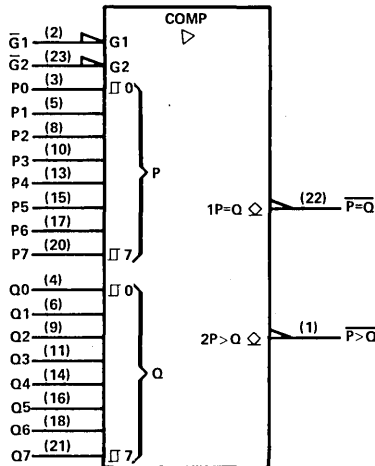 COMP
G̅1 (2) G1
G̅2 (23) G2
P0 (3) 0
P1 (5)
P2 (8)
P3 (10)
P
P4 (13)
P5 (15)
1P=Q (22) P=Q
P6 (17)
P7 (20) 7
Q0 (4) 0
Q1 (6)
Q2 (9)
2P>Q (1) P>Q
Q3 (11)
Q
Q4 (14)
Q5 (16)
Q6 (18)
Q7 (21) 7